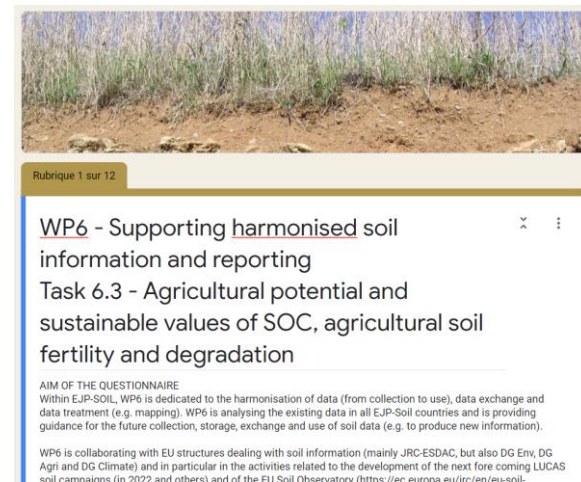 Rubrique 1 sur 12
WP6 - Supporting harmonised soil
information and reporting
Task 6.3 - Agricultural potential and
sustainable values of SOC, agricultural soil
fertility and degradation
AIM OF THE QUESTIONNAIRE
Within EJP-SOIL, WP6 is dedicated to the harmonisation of data (from collection to use), data exchange and
data treatment (e.g. mapping). WP6 is analysing the existing data in all EJP-Soil countries and is providing
guidance for the future collection, storage, exchange and use of soil data (e.g. to produce new information).
WP6 is collaborating with EU structures dealing with soil information (mainly JRC-ESDAC, but also DG Env, DG
Agri and DG Climate) and in particular in the activities related to the development of the next fore coming LUCAS
soil campaigns (in 2022 and others) and of the EU Soil Observatory (https://ec.europa.eu/jrc/en/eu-soil-